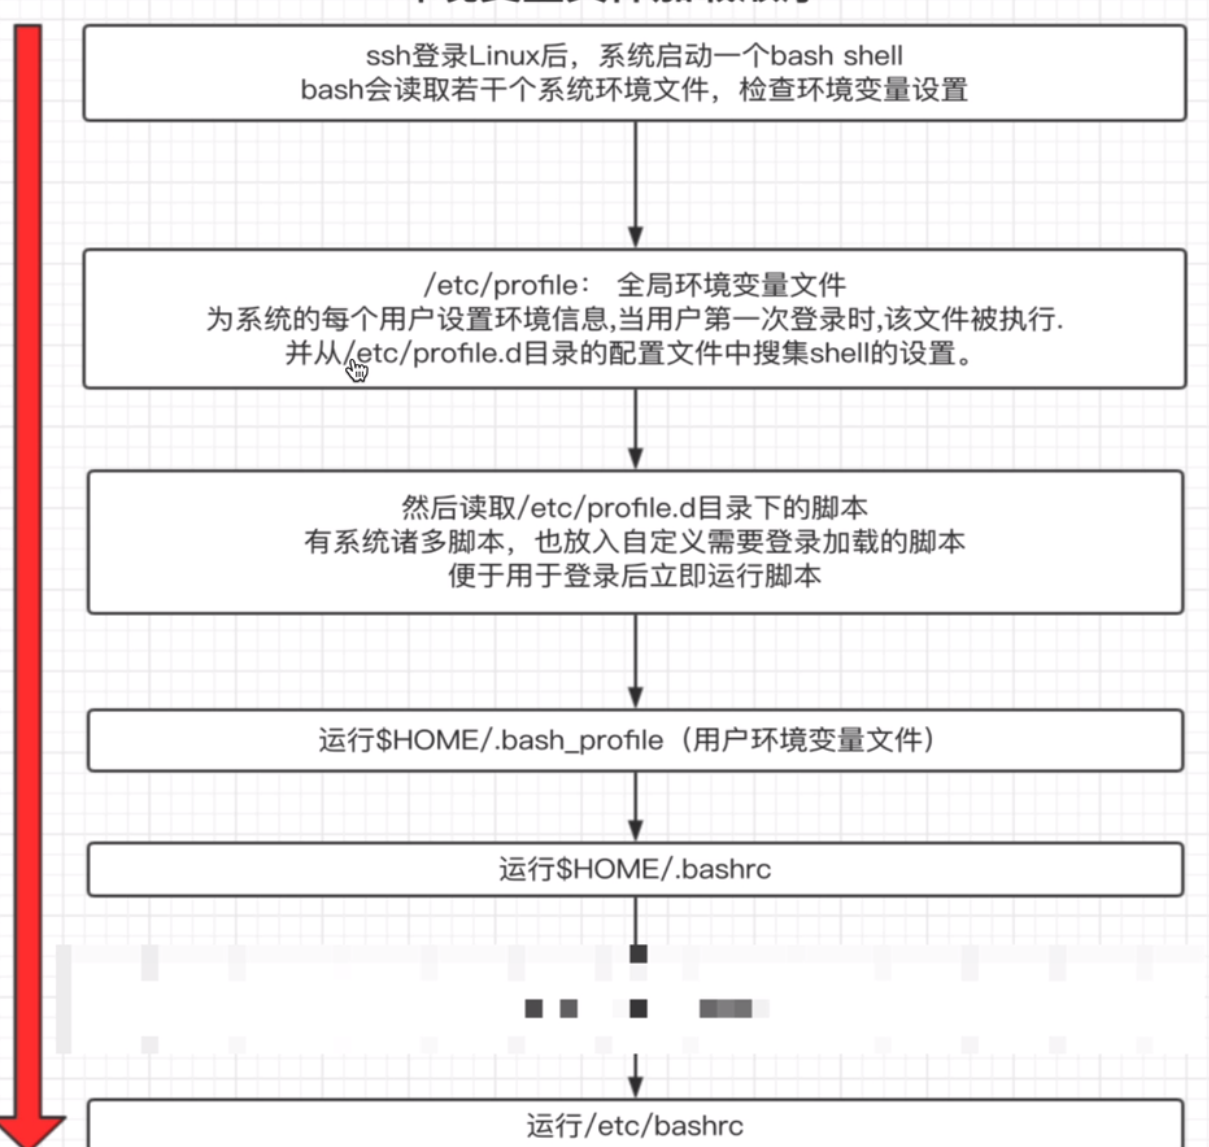 ssh登录Linux后，系统启动一个bash shell
bash会读取若干个系统环境文件，检查环境变量设置
/etc/profile： 全局环境变量文件
为系统的每个用户设置环境信息,当用户第一次登录时,该文件被执行.
并从/etc/profile.d目录的配置文件中搜集shell的设置。
然后读取/etc/profile.d目录下的脚本
有系统诸多脚本，也放入自定义需要登录加载的脚本
便于用于登录后立即运行脚本
运行$HOME/.bash_profile（用户环境变量文件）
运行$HOME/.bashrc
运行/etc/bashrc